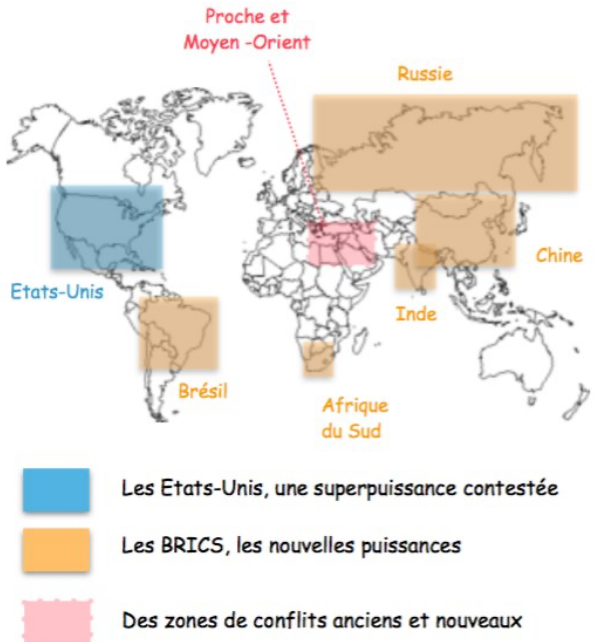 Proche et
Moyen -Orient
Russie
Chine
Etats-Unis
Inde
Brésil
Afrique
du Sud
Les Etats-Unis, une superpuissance contestée
Les BRICS, les nouvelles puissances
Des zones de conflits anciens et nouveaux